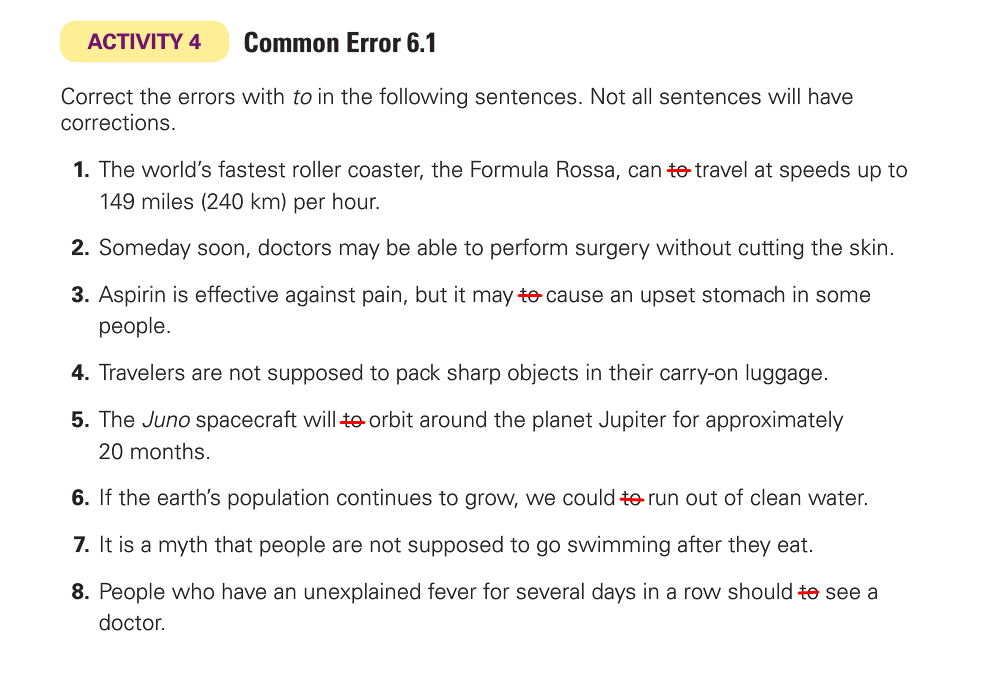 ACTIVITY 4 Common Error 6.1
Correct the errors with to in the following sentences. Not all sentences will have
corrections.
1. The world's fastest roller coaster, the Formula Rossa, can to travel at speeds up to
149 miles (240 km) per hour.
2. Someday soon, doctors may be able to perform surgery without cutting the skin.
3. Aspirin is effective against pain, but it may to cause an upset stomach in some
people.
4. Travelers are not supposed to pack sharp objects in their carry-on luggage.
5. The Juno spacecraft will to orbit around the planet Jupiter for approximately
20 months.
6. If the earth's population continues to grow, we could to run out of clean water.
7. It is a myth that people are not supposed to go swimming after they eat.
8. People who have an unexplained fever for several days in a row should to see a
doctor.